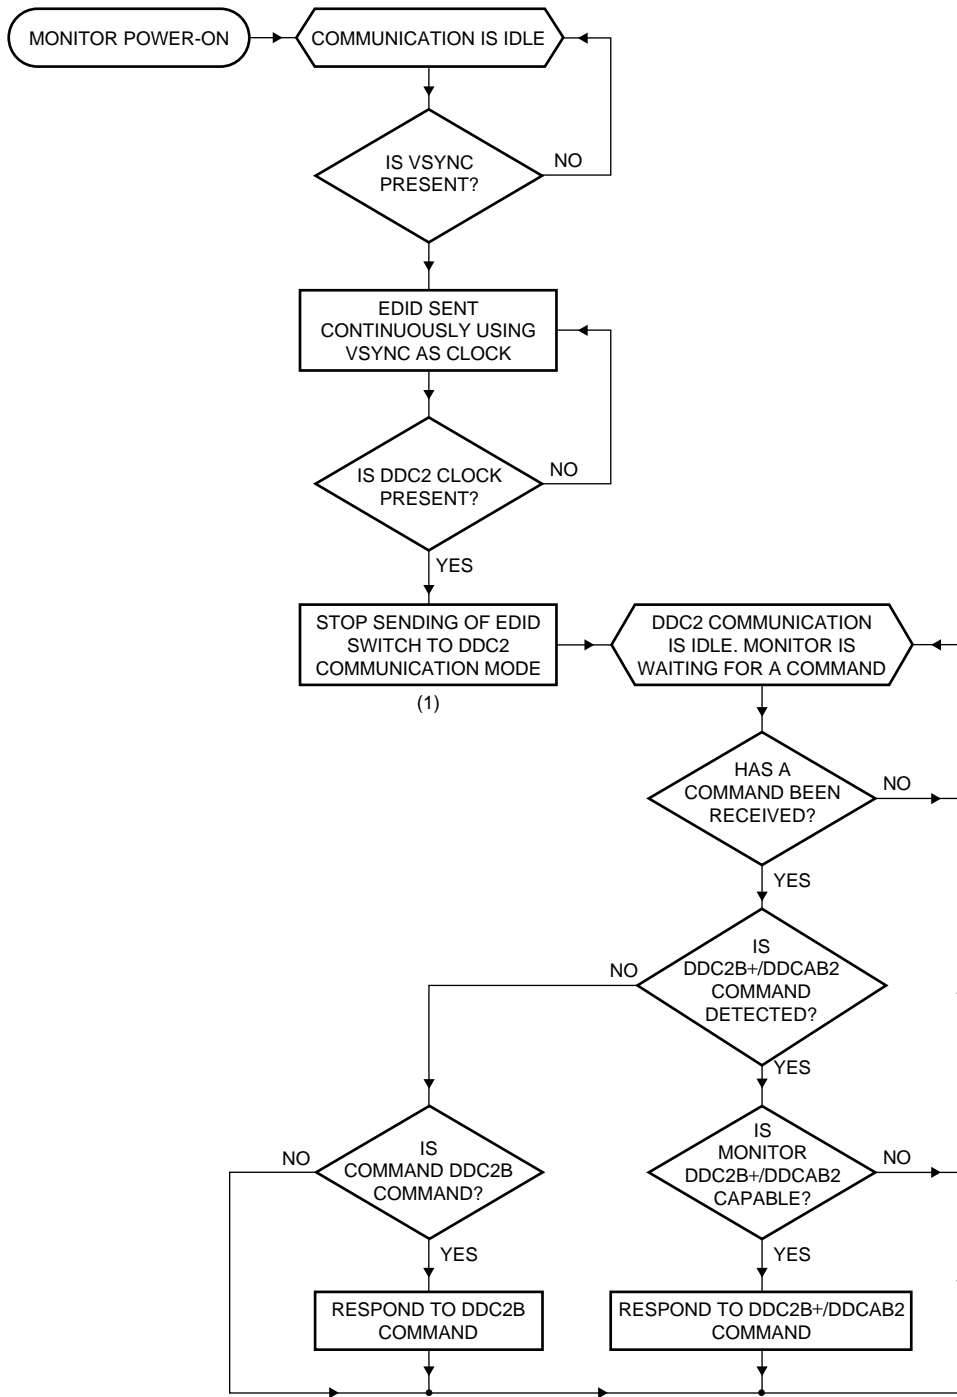 MONITOR POWER-ON
COMMUNICATION IS IDLE
IS VSYNC
PRESENT?
NO
EDID SENT
CONTINUOUSLY USING
VSYNC AS CLOCK
IS DDC2 CLOCK
PRESENT?
NO
YES
STOP SENDING OF EDID
SWITCH TO DDC2
COMMUNICATION MODE
(1)
DDC2 COMMUNICATION
IS IDLE. MONITOR IS
WAITING FOR A COMMAND
HAS A
COMMAND BEEN
RECEIVED?
NO
YES
IS
DDC2B+/DDCAB2
COMMAND
DETECTED?
NO
YES
IS
COMMAND DDC2B
COMMAND?
NO
YES
IS
MONITOR
DDC2B+/DDCAB2
CAPABLE?
NO
YES
RESPOND TO DDC2B
COMMAND
RESPOND TO DDC2B+/DDCAB2
COMMAND